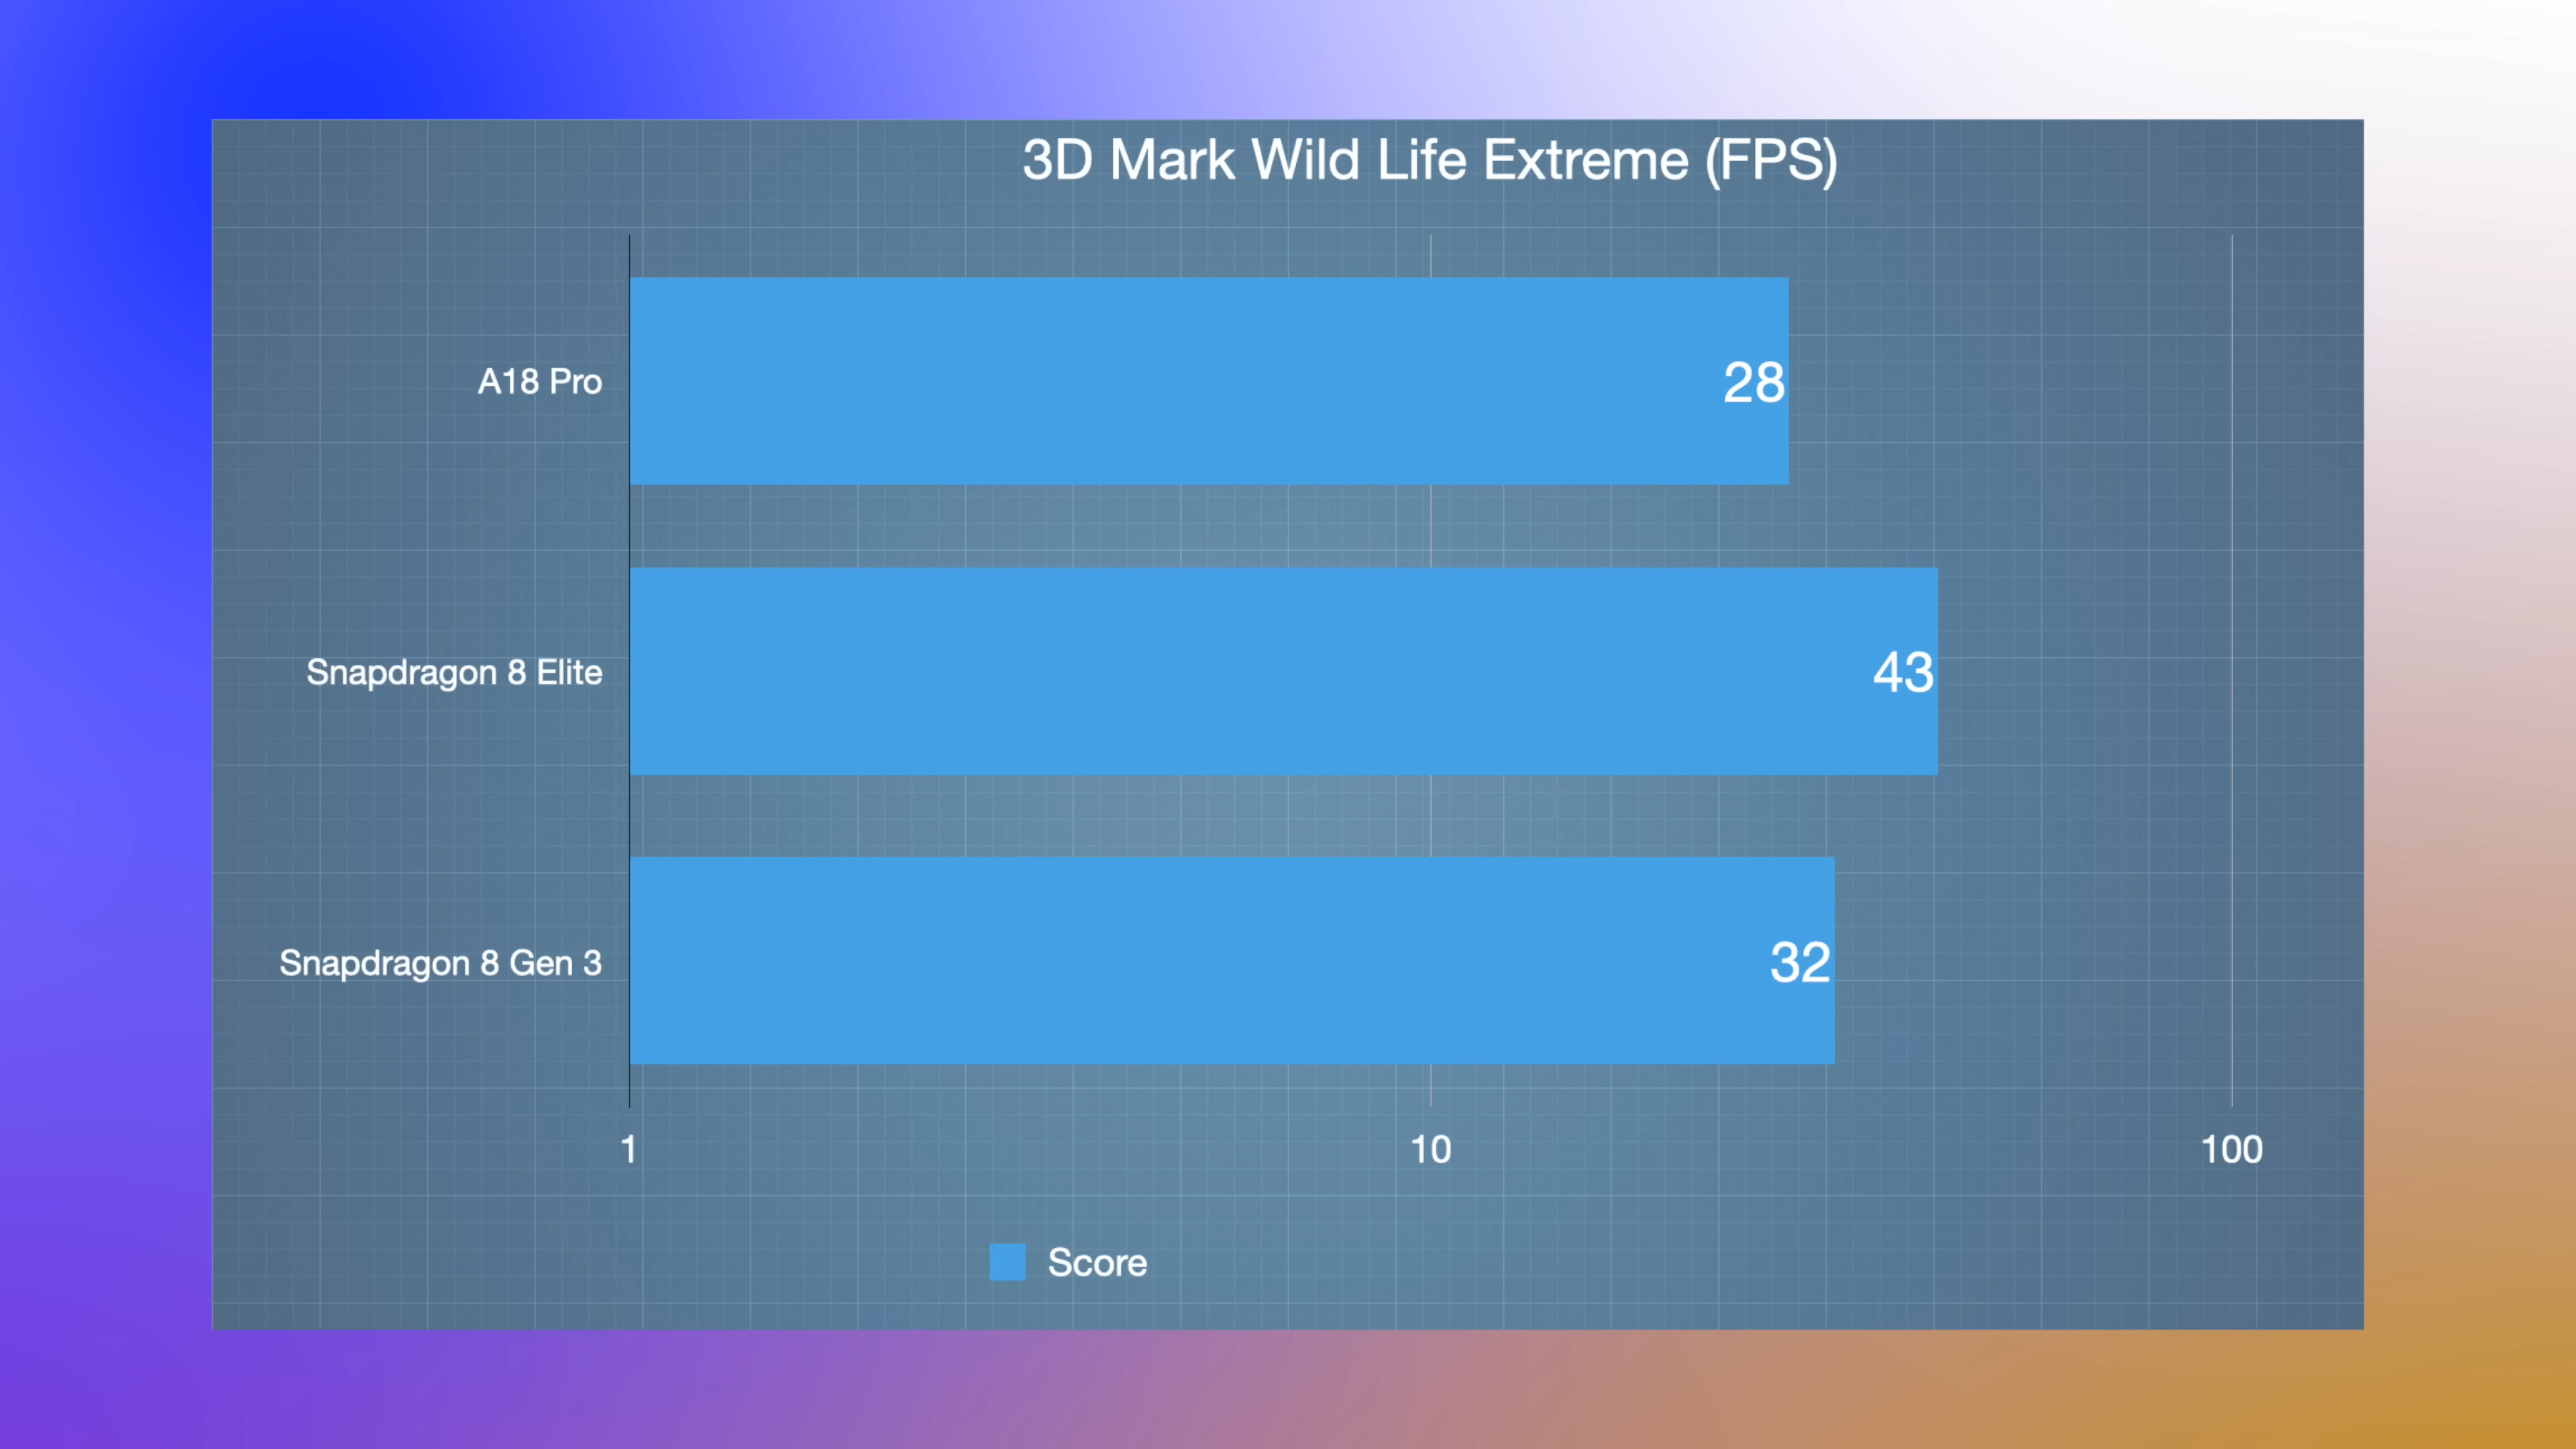 3D Mark Wild Life Extreme (FPS)
A18 Pro
28
Snapdragon 8 Elite
43
Snapdragon 8 Gen 3
32
1
10
100
Score